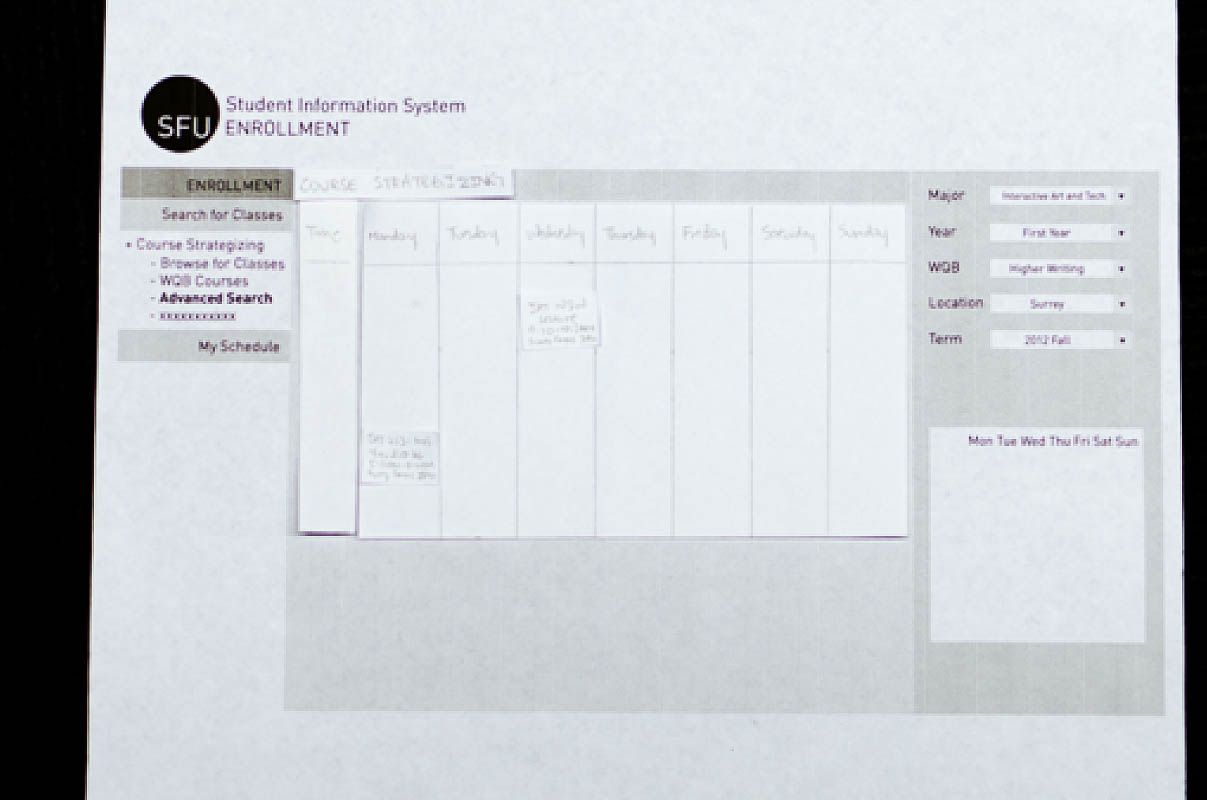 SFU
Student Information System
ENROLLMENT
ENROLLMENT
COURSE STRATEGIZING
Search for Classes
• Course Strategizing
- Browse for Classes
- WQB Courses
- Advanced Search
- xxxxxxxxxxx
My Schedule
Time Monday Tuesday Wednesday Thursday Friday Saturday Sunday
Major Interactive Art and Tech
Year First Year
WQB Higher Writing
Location Surrey
Term 2012 Fall
Mon Tue Wed Thu Fri Sat Sun